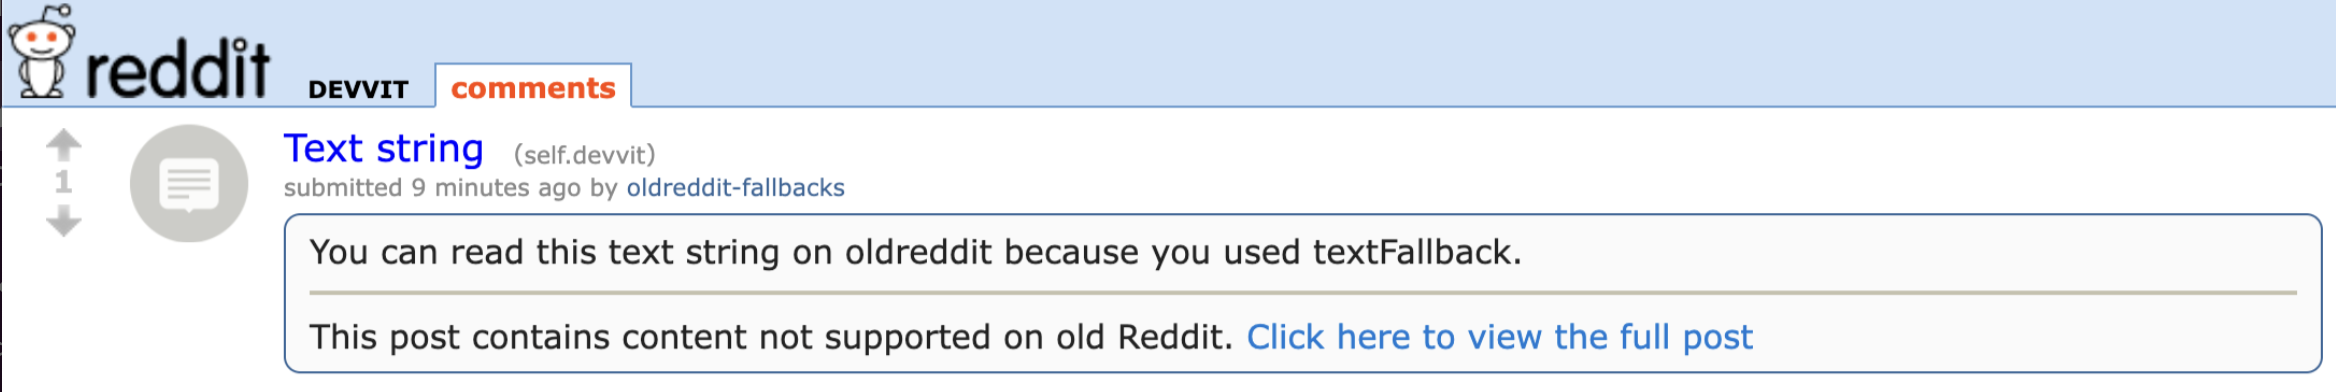 reddit DEVVIT comments
Text string (self.devvit)
1
submitted 9 minutes ago by oldreddit-fallbacks
You can read this text string on oldreddit because you used textFallback.
This post contains content not supported on old Reddit. Click here to view the full post